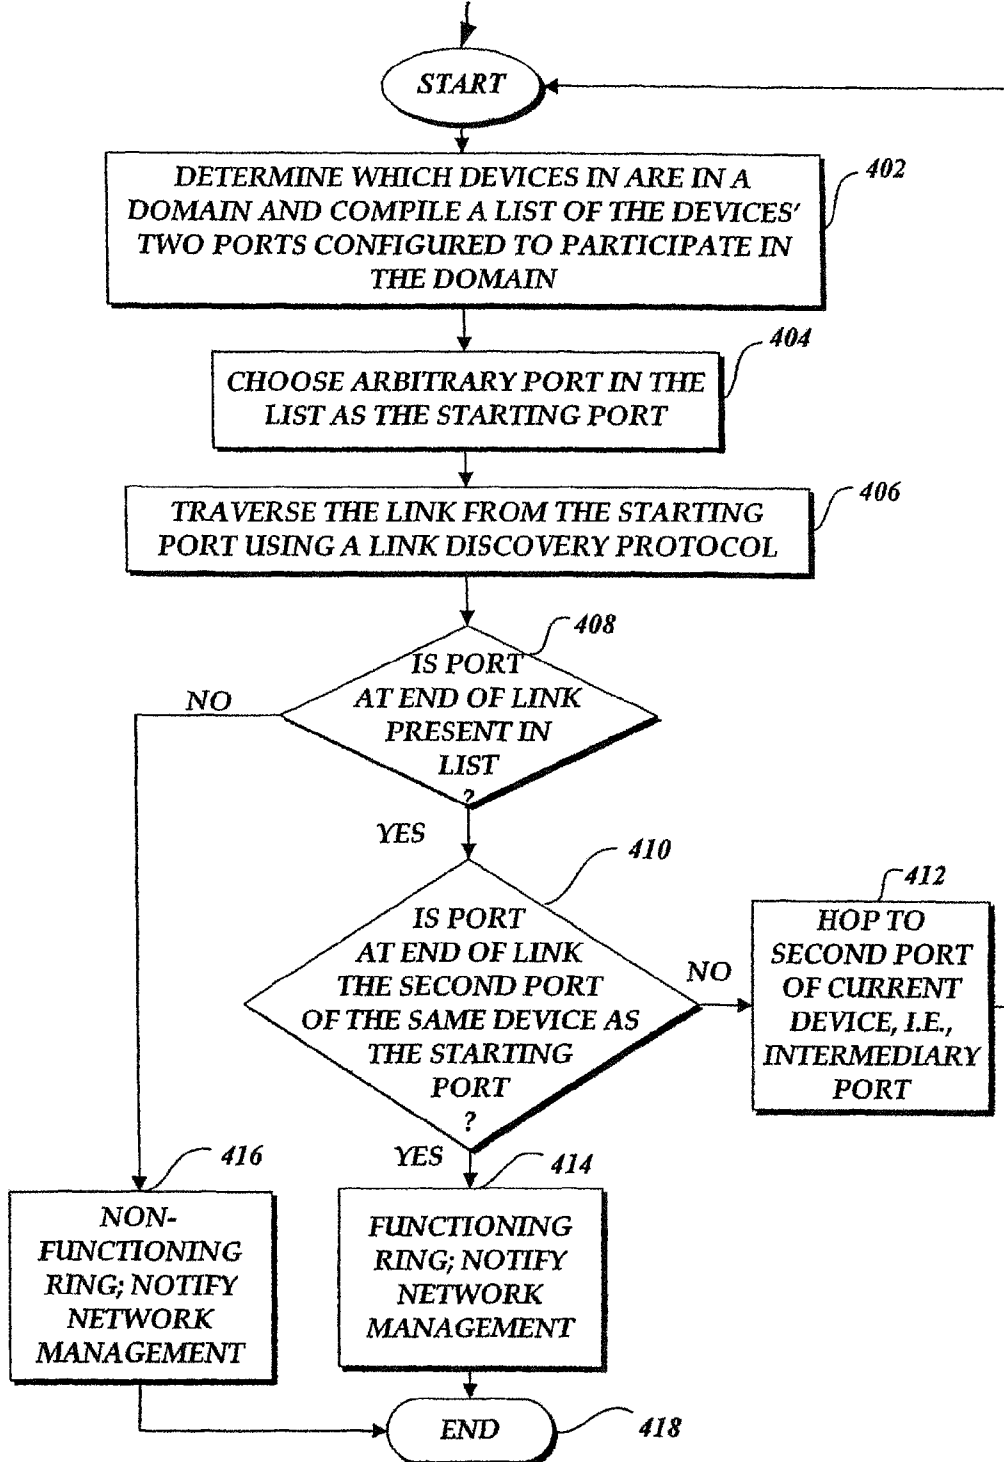 START
DETERMINE WHICH DEVICES IN ARE IN A
DOMAIN AND COMPILE A LIST OF THE DEVICES'
TWO PORTS CONFIGURED TO PARTICIPATE IN
THE DOMAIN
402
CHOOSE ARBITRARY PORT IN THE
LIST AS THE STARTING PORT
404
TRAVERSE THE LINK FROM THE STARTING
PORT USING A LINK DISCOVERY PROTOCOL
406
IS PORT
AT END OF LINK
PRESENT IN
LIST
?
408
NO
YES
IS PORT
AT END OF LINK
THE SECOND PORT
OF THE SAME DEVICE AS
THE STARTING
PORT
?
410
NO
HOP TO
SECOND PORT
OF CURRENT
DEVICE, I.E.,
INTERMEDIARY
PORT
412
YES
NON-
FUNCTIONING
RING; NOTIFY
NETWORK
MANAGEMENT
416
FUNCTIONING
RING; NOTIFY
NETWORK
MANAGEMENT
414
END
418